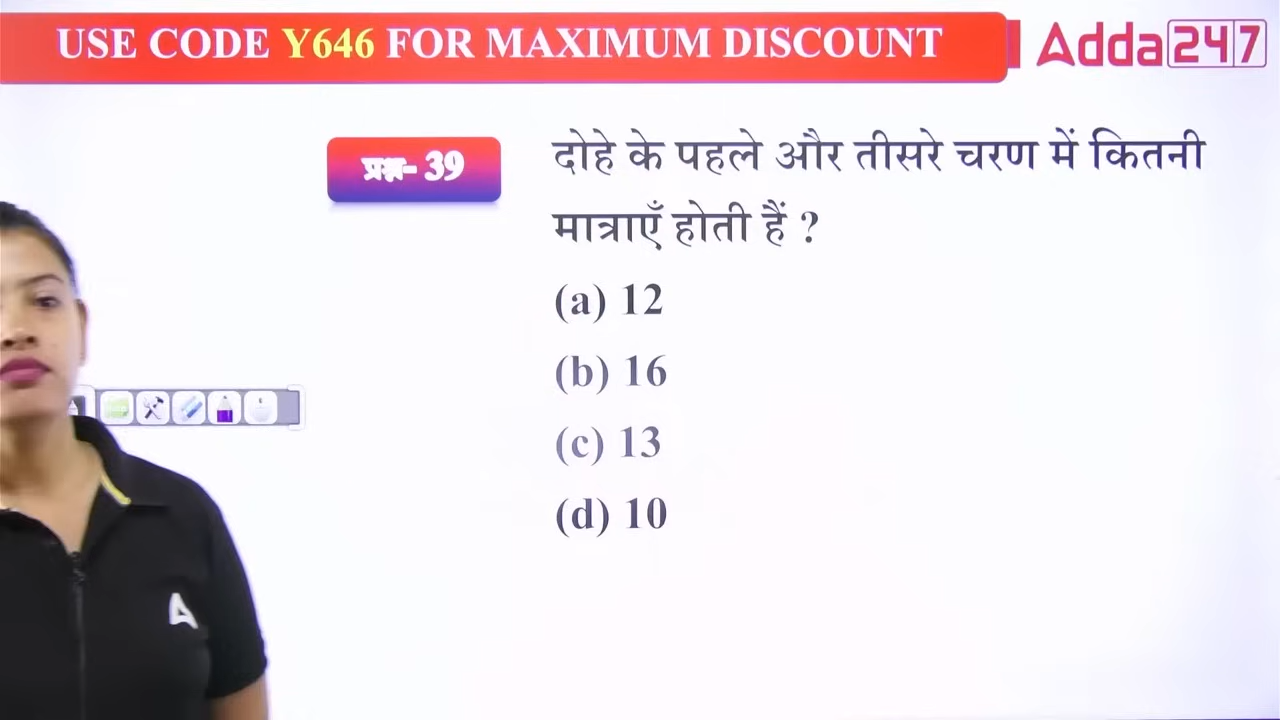 USE CODE Y646 FOR MAXIMUM DISCOUNT
Adda247
प्रश्न- 39
दोहे के पहले और तीसरे चरण में कितनी
मात्राएँ होती हैं ?
(a) 12
(b) 16
(c) 13
(d) 10